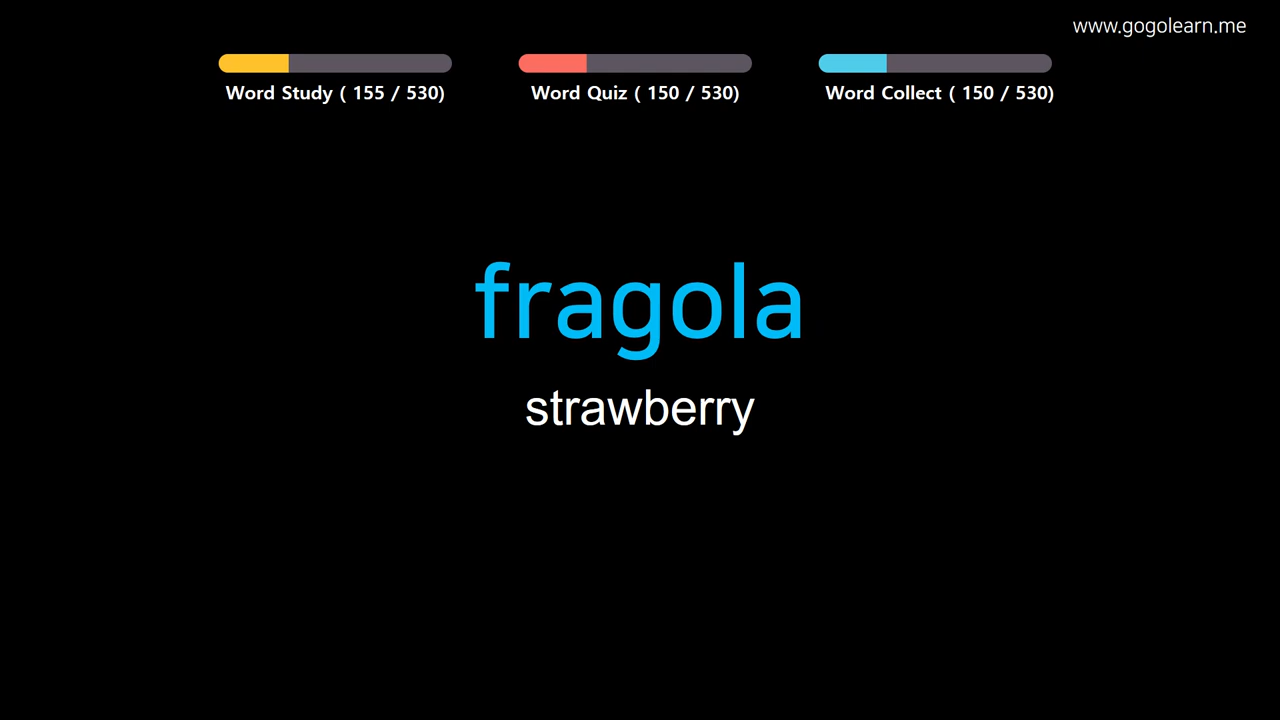 www.gogolearn.me
Word Study ( 155 / 530)
Word Quiz ( 150 / 530)
Word Collect ( 150 / 530)
fragola
strawberry